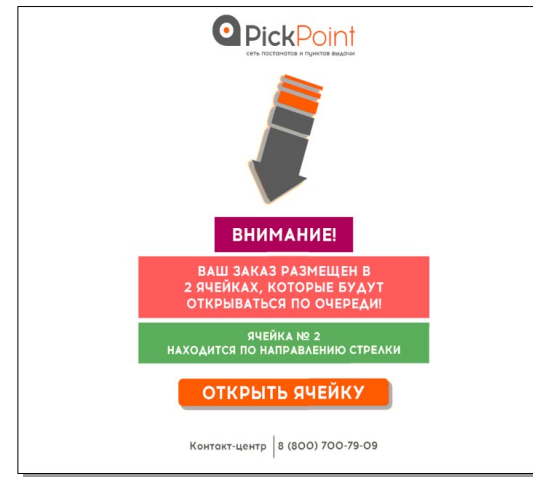 PickPoint
сеть постаматов и пунктов выдачи
ВНИМАНИЕ!
ВАШ ЗАКАЗ РАЗМЕЩЕН В
2 ЯЧЕЙКАХ, КОТОРЫЕ БУДУТ
ОТКРЫВАТЬСЯ ПО ОЧЕРЕДИ!
ЯЧЕЙКА № 2
НАХОДИТСЯ ПО НАПРАВЛЕНИЮ СТРЕЛКИ
ОТКРЫТЬ ЯЧЕЙКУ
Контакт-центр 8 (800) 700-79-09